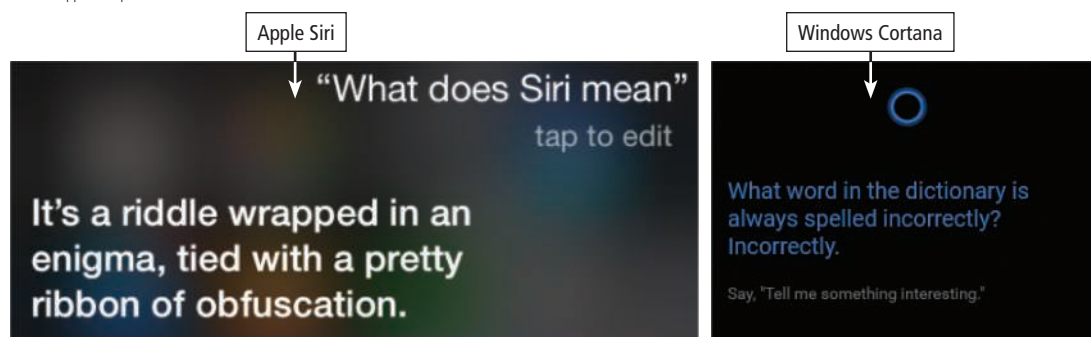 Apple Siri
Windows Cortana
“What does Siri mean”
tap to edit
It’s a riddle wrapped in an
enigma, tied with a pretty
ribbon of obfuscation.
What word in the dictionary is
always spelled incorrectly?
Incorrectly.
Say, "Tell me something interesting."